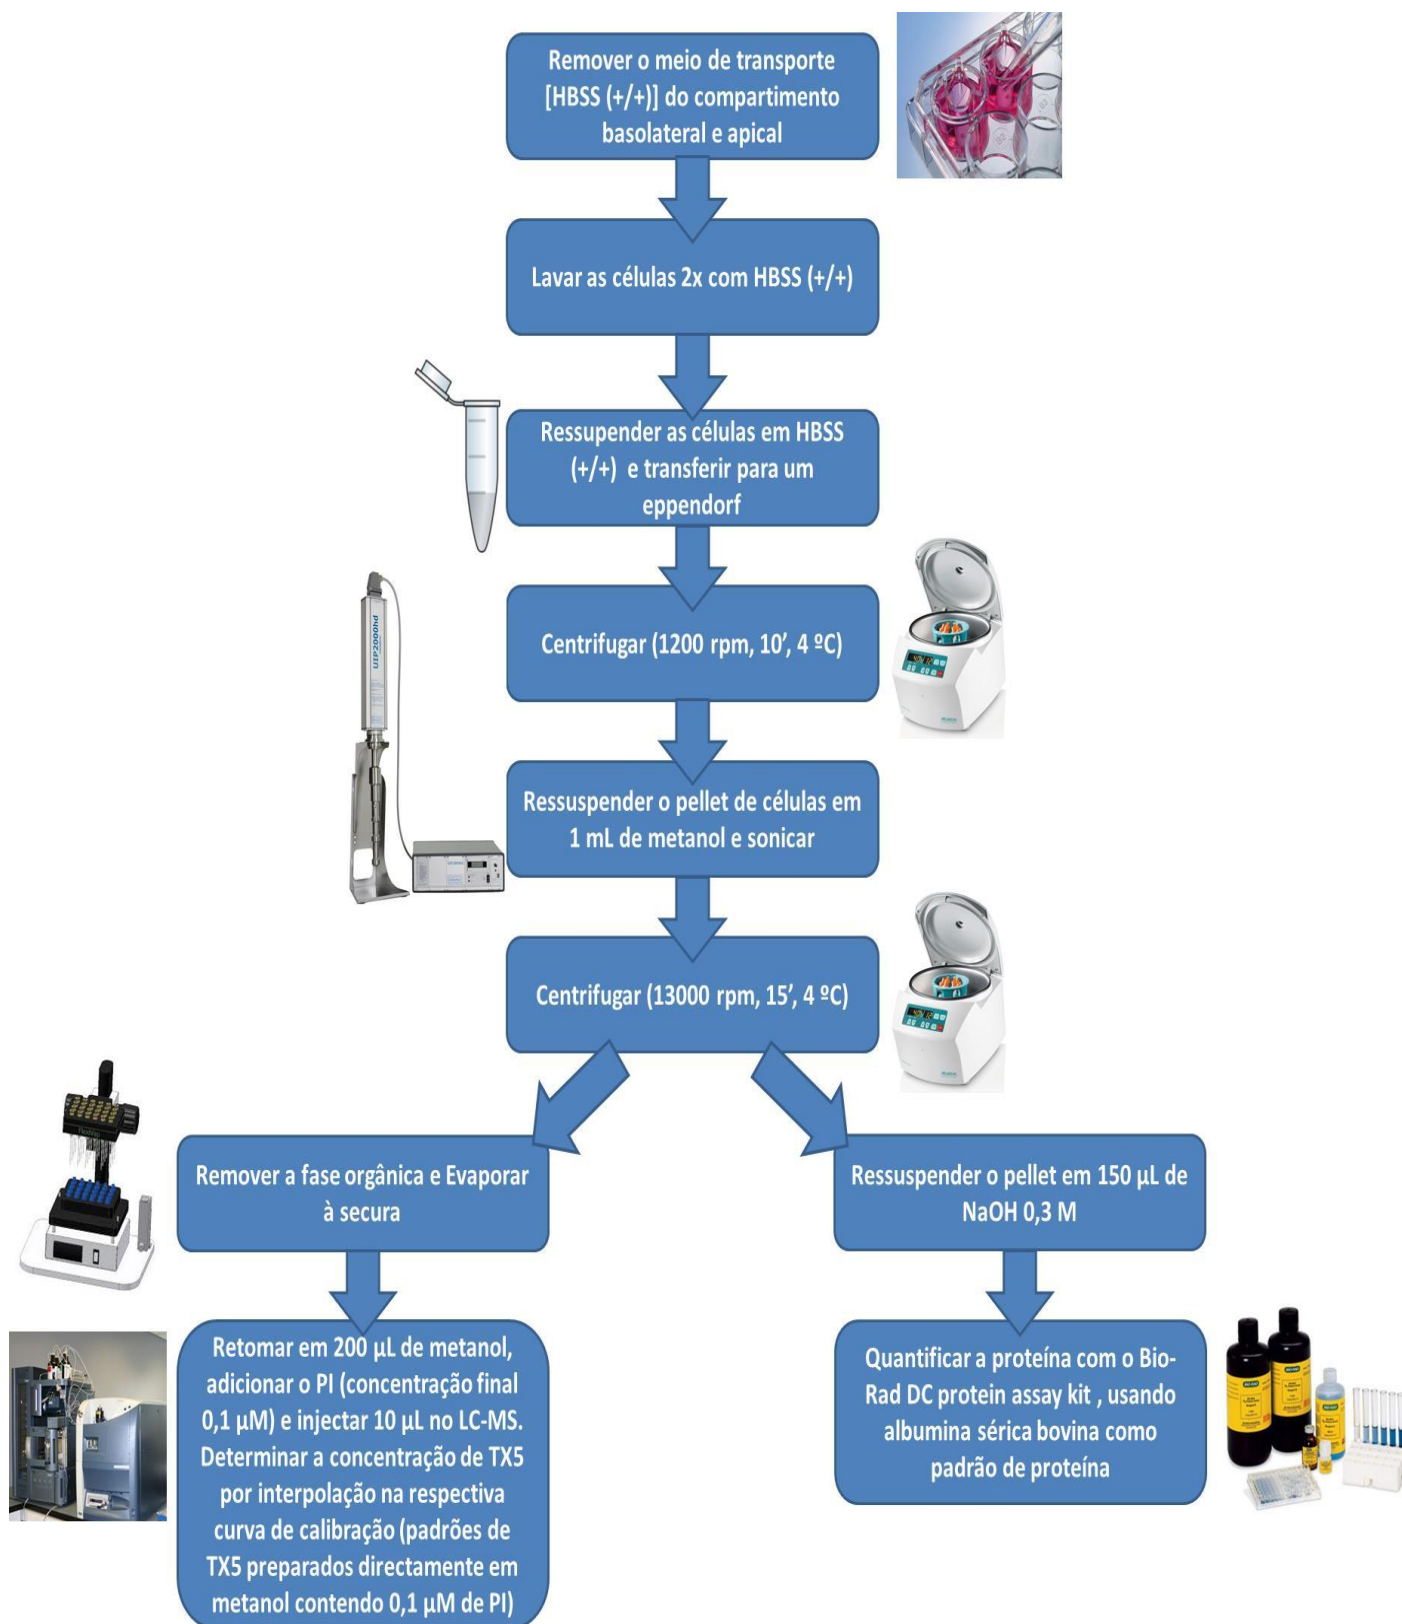 Remover o meio de transporte
[HBSS (+/+)] do compartimento
basolateral e apical
Lavar as células 2x com HBSS (+/+)
Ressupender as células em HBSS
(+/+) e transferir para um
eppendorf
Centrifugar (1200 rpm, 10’, 4 ºC)
UIP2000hd
Ressuspender o pellet de células em
1 mL de metanol e sonicar
Centrifugar (13000 rpm, 15’, 4 ºC)
Remover a fase orgânica e Evaporar
à secura
Ressuspender o pellet em 150 µL de
NaOH 0,3 M
Retomar em 200 µL de metanol,
adicionar o PI (concentração final
0,1 µM) e injectar 10 µL no LC-MS.
Determinar a concentração de TX5
por interpolação na respectiva
curva de calibração (padrões de
TX5 preparados directamente em
metanol contendo 0,1 µM de PI)
Quantificar a proteína com o Bio-
Rad DC protein assay kit , usando
albumina sérica bovina como
padrão de proteína